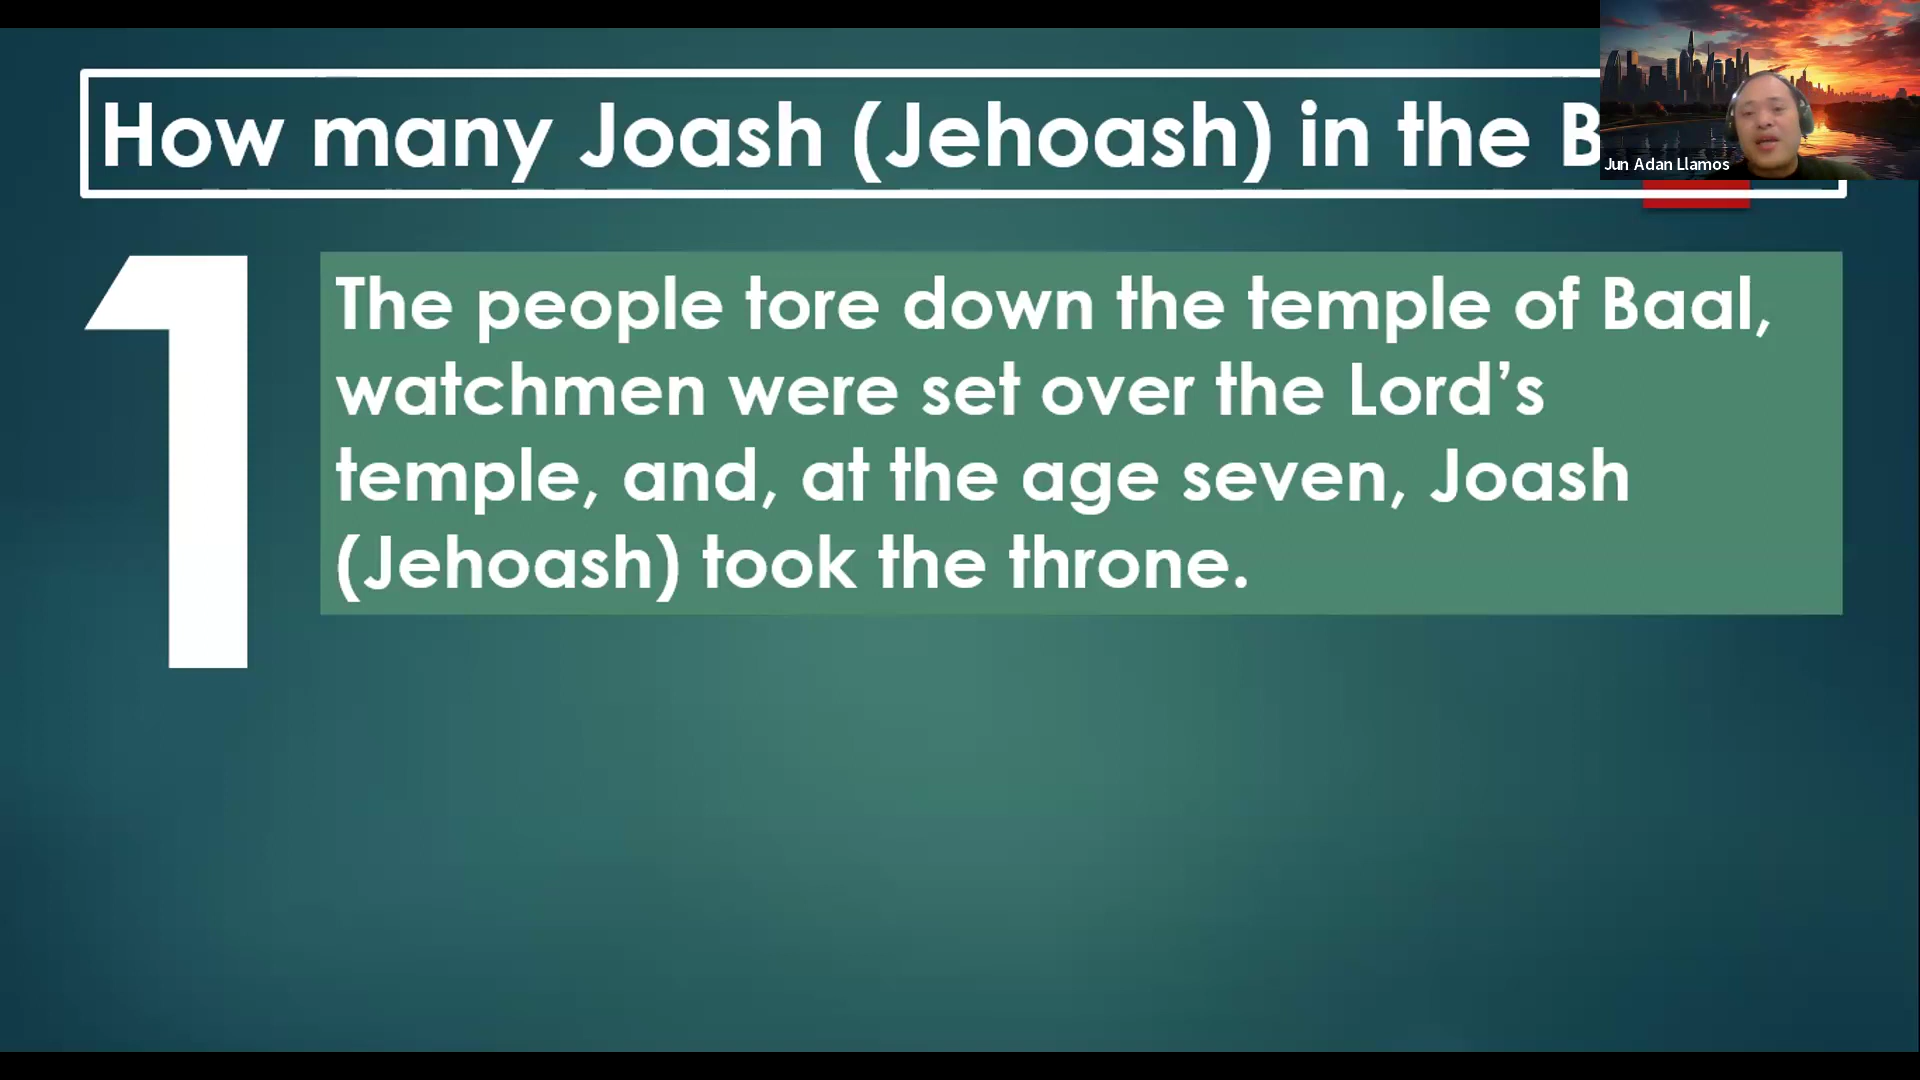 How many Joash (Jehoash) in the
Jun Adan Llamos
1
The people tore down the temple of Baal,
watchmen were set over the Lord’s
temple, and, at the age seven, Joash
(Jehoash) took the throne.